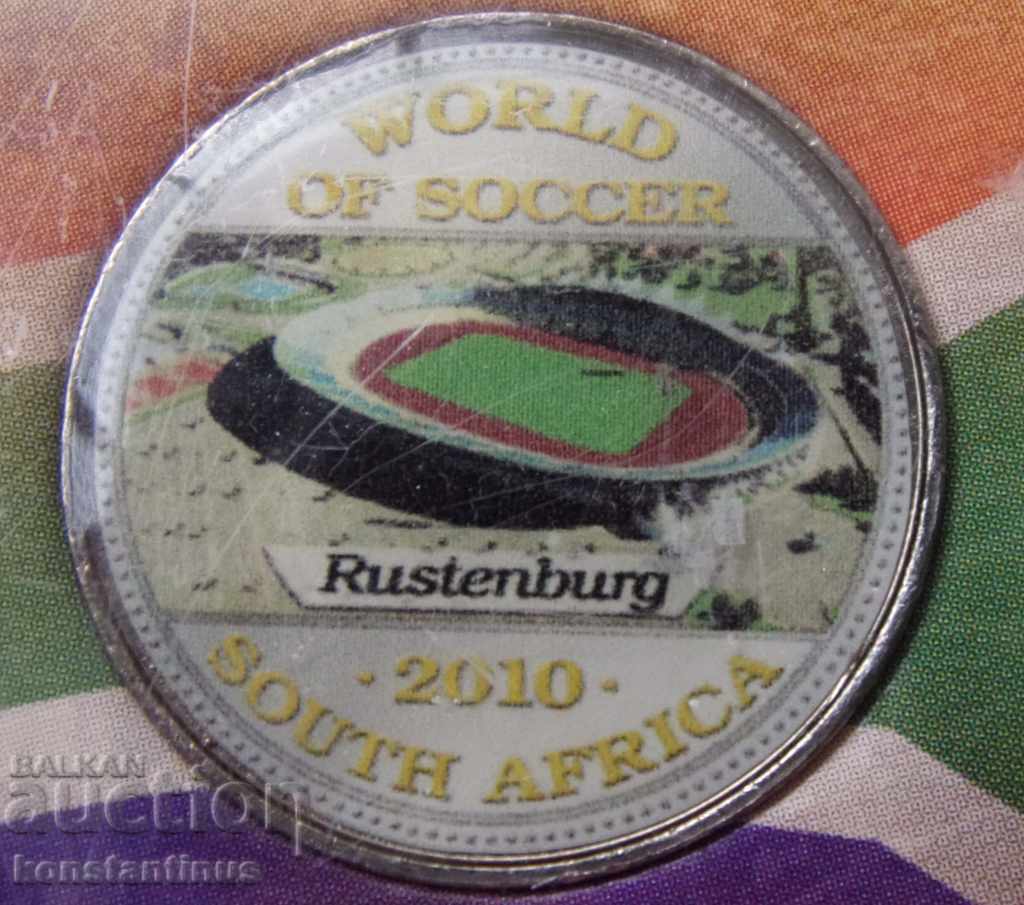 WORLD
OF SOCCER
Rustenburg
· 2010 ·
SOUTH AFRICA
BALKAN
auction
konstantinus